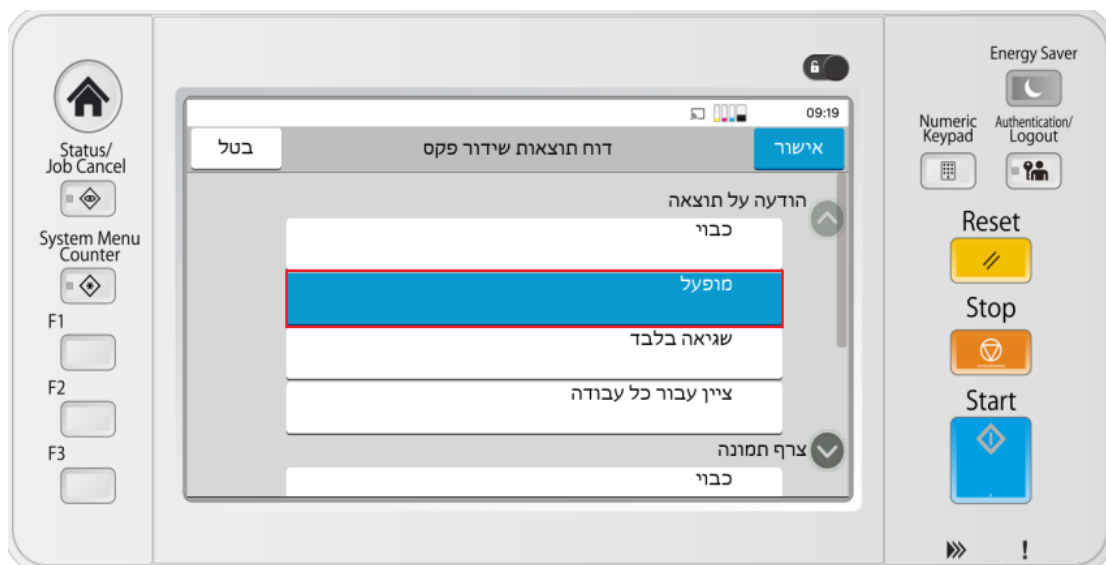 Energy Saver
Status/
Job Cancel
System Menu
Counter
F1
F2
F3
09:19
אישור
דוח תוצאות שידור פקס
בטל
הודעה על תוצאה
כבוי
מופעל
שגיאה בלבד
ציין עבור כל עבודה
צרף תמונה
כבוי
Numeric
Keypad
Authentication/
Logout
Reset
Stop
Start